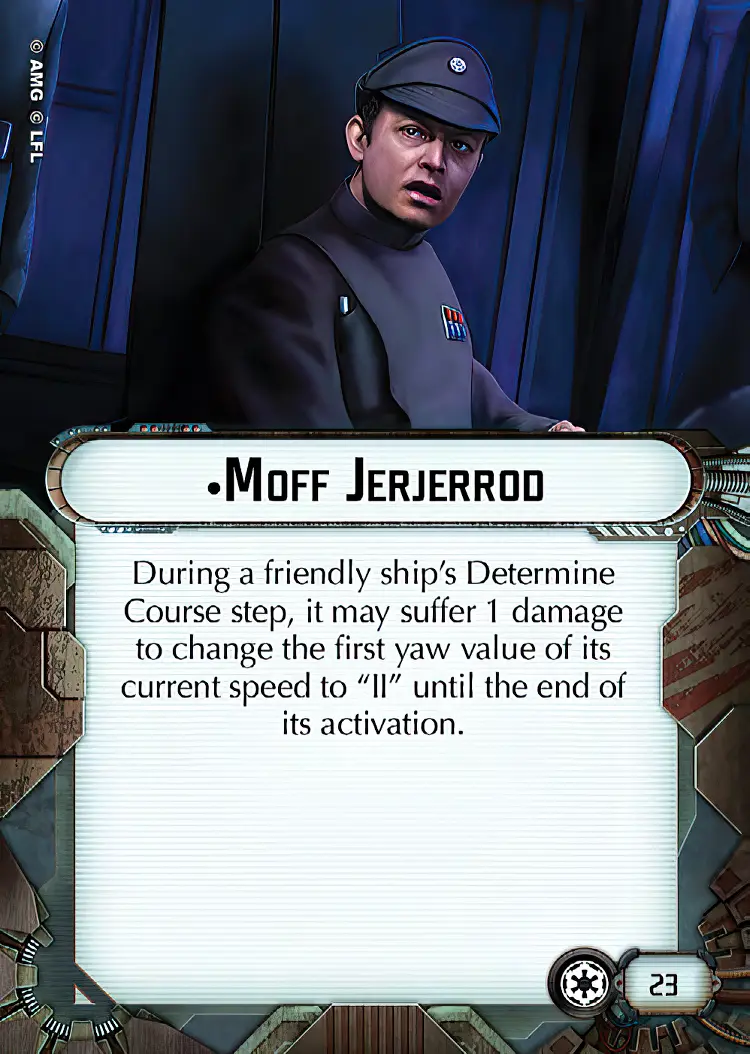 © AMG © LFL
•Moff Jerjerrod
During a friendly ship's Determine
Course step, it may suffer 1 damage
to change the first yaw value of its
current speed to “II” until the end of
its activation.
23